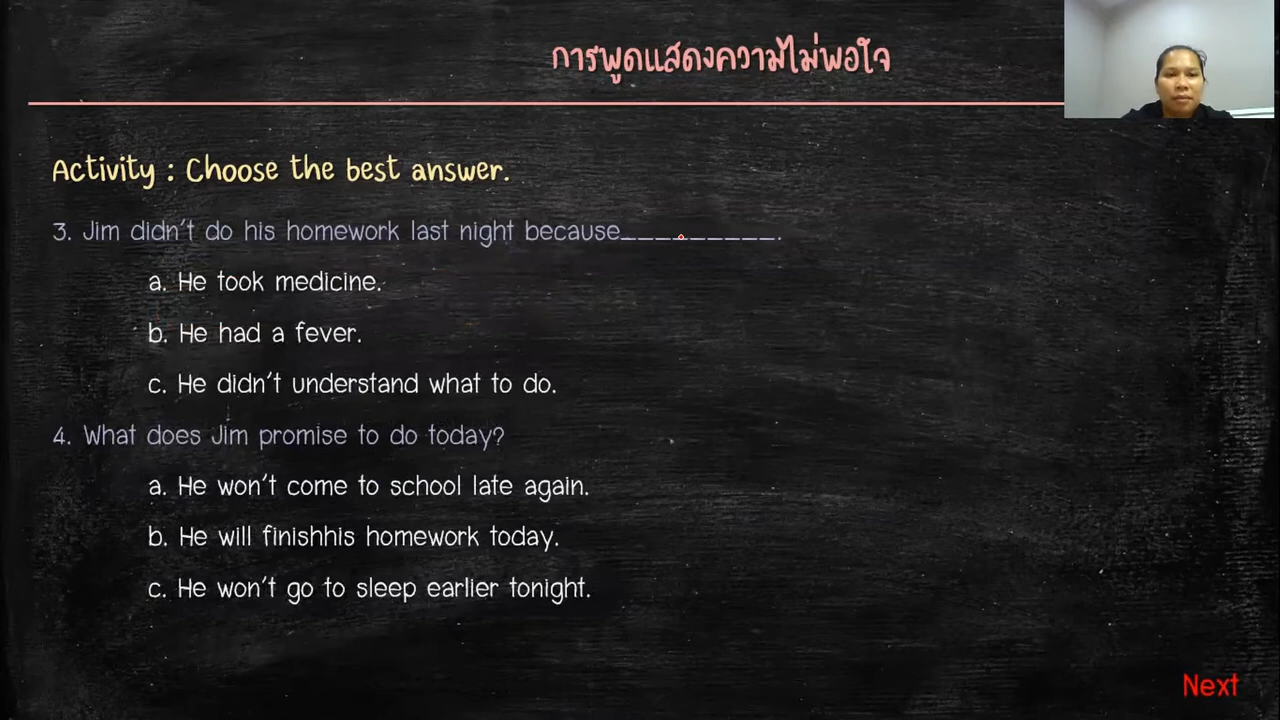 การพูดแสดงความไม่พอใจ
Activity : Choose the best answer.
3. Jim didn't do his homework last night because_________.
a. He took medicine.
b. He had a fever.
c. He didn't understand what to do.
4. What does Jim promise to do today?
a. He won't come to school late again.
b. He will finishhis homework today.
c. He won't go to sleep earlier tonight.
Next